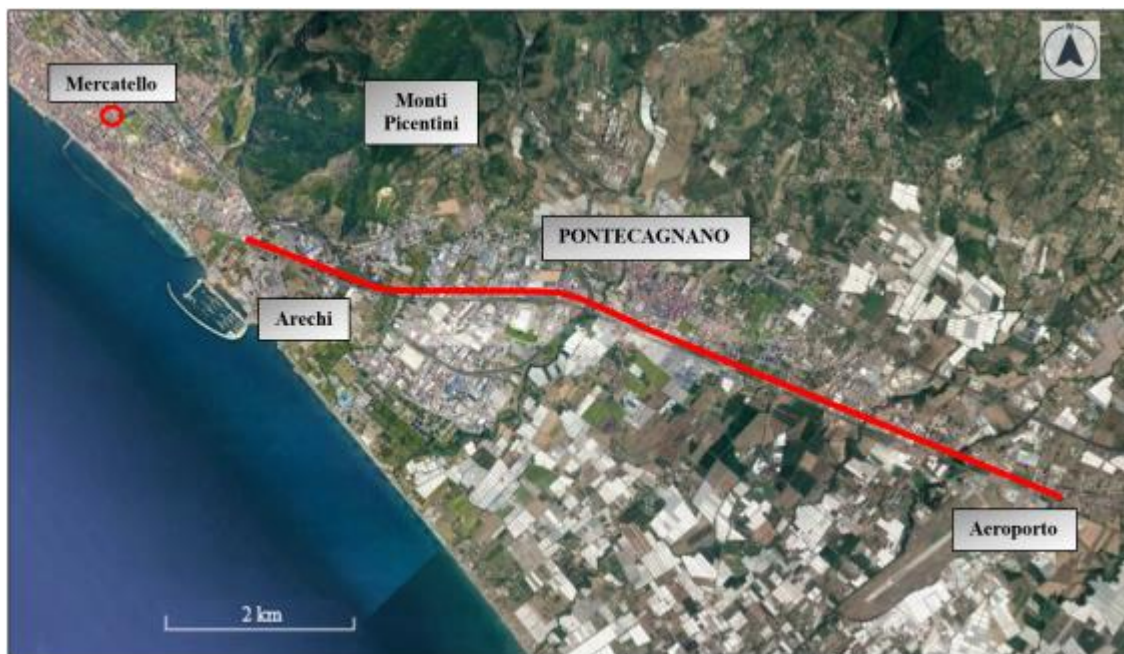 N
Mercatello
Monti
Picentini
PONTECAGNANO
Arechi
Aeroporto
2 km